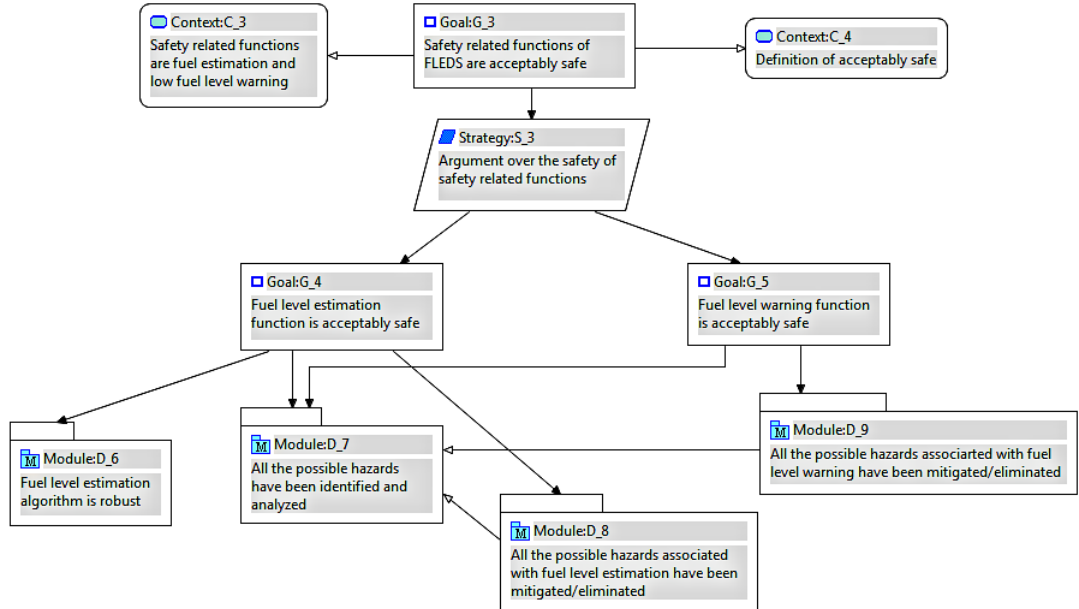 Context:C_3
Safety related functions
are fuel estimation and
low fuel level warning
Goal:G_3
Safety related functions of
FLEDS are acceptably safe
Context:C_4
Definition of acceptably safe
Strategy:S_3
Argument over the safety of
safety related functions
Goal:G_4
Fuel level estimation
function is acceptably safe
Goal:G_5
Fuel level warning function
is acceptably safe
M Module:D_6
Fuel level estimation
algorithm is robust
M Module:D_7
All the possible hazards
have been identified and
analyzed
M Module:D_9
All the possible hazards associarted with fuel
level warning have been mitigated/eliminated
M Module:D_8
All the possible hazards associated
with fuel level estimation have been
mitigated/eliminated